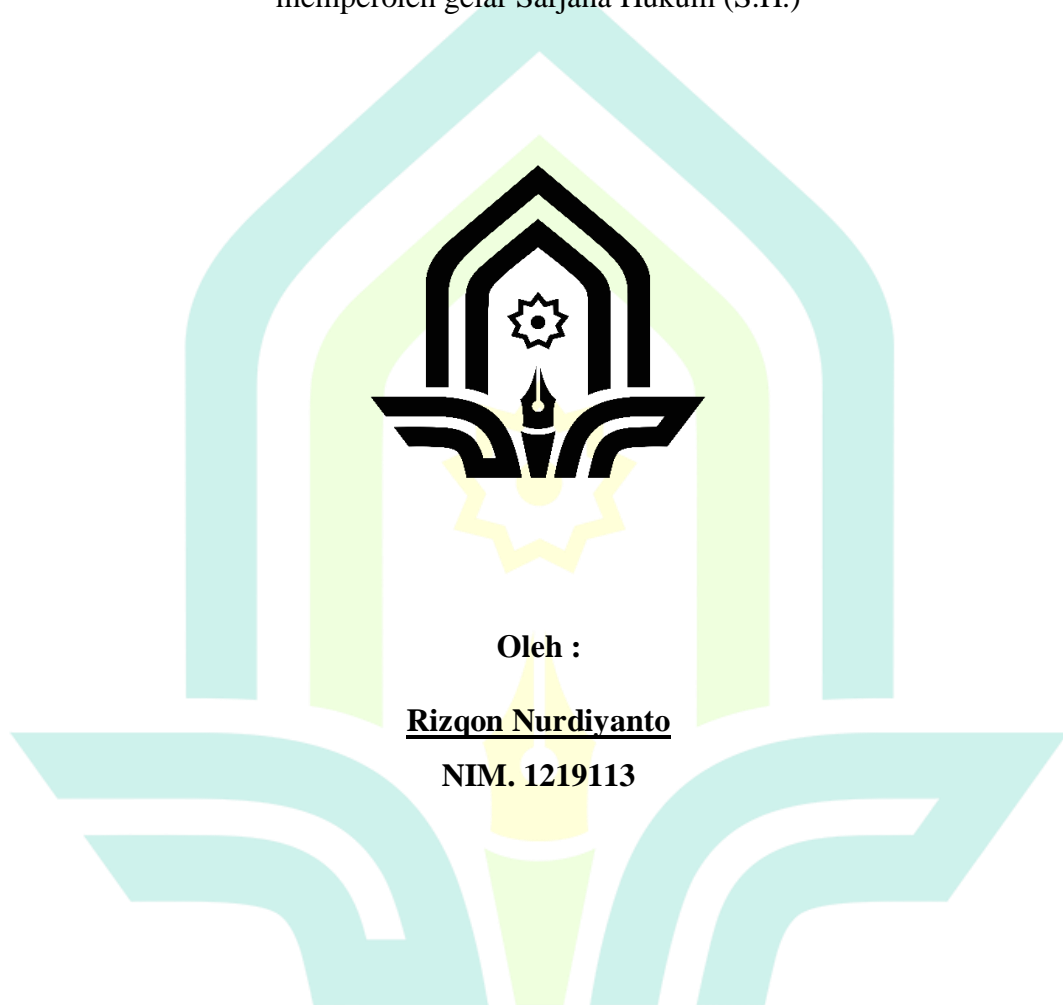 memperoleh gelar Sarjana Hukum (S.H.)
Oleh :
Rizqon Nurdiyanto
NIM. 1219113